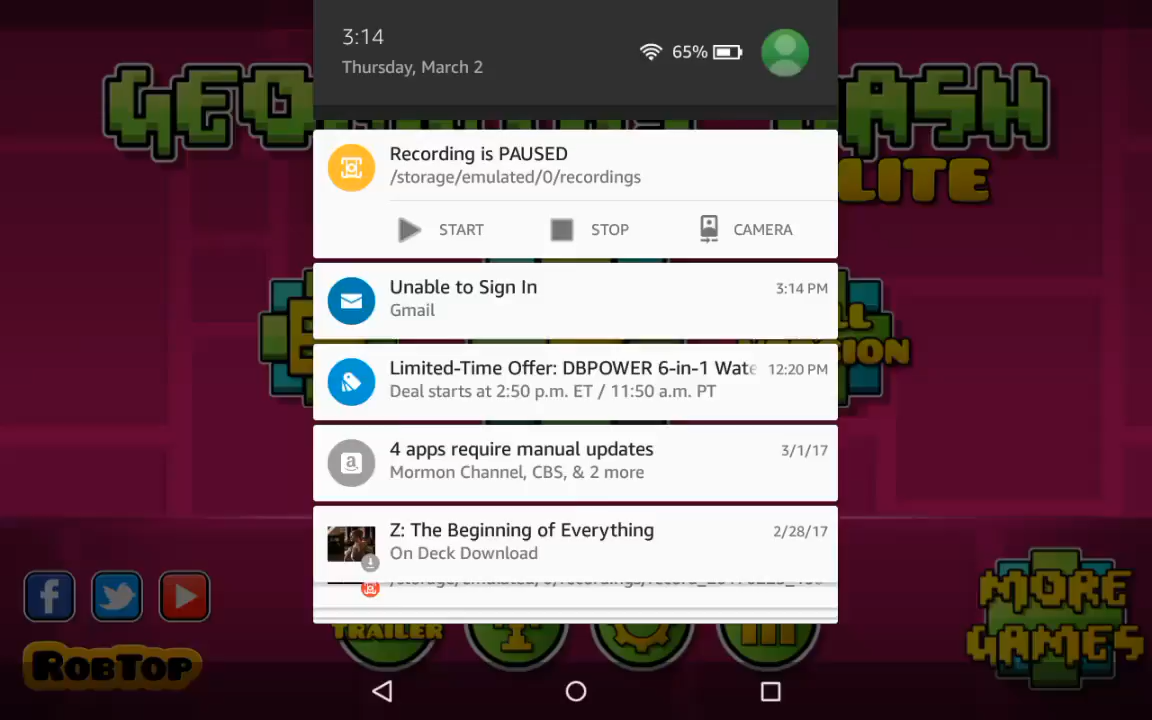 3:14
65%
Thursday, March 2
GEO ASH
LITE
Recording is PAUSED
/storage/emulated/0/recordings
START STOP CAMERA
Unable to Sign In 3:14 PM
Gmail
Limited-Time Offer: DBPOWER 6-in-1 Wate 12:20 PM
Deal starts at 2:50 p.m. ET / 11:50 a.m. PT
4 apps require manual updates 3/1/17
Mormon Channel, CBS, & 2 more
Z: The Beginning of Everything 2/28/17
On Deck Download
TRAILER
ROBTOP
MORE
GAMES